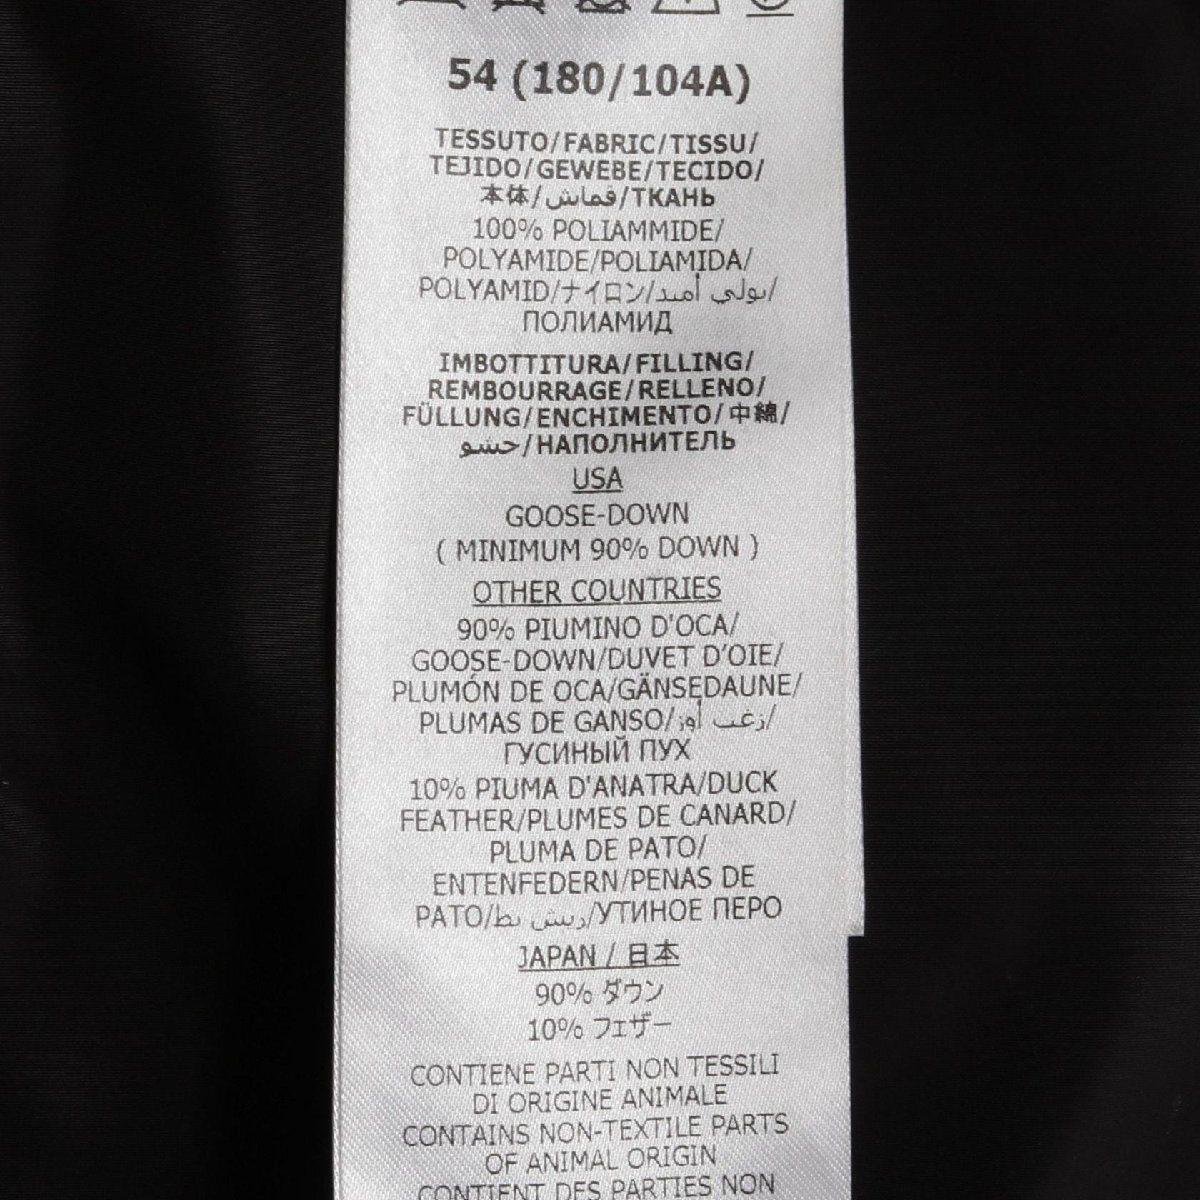 54 (180/104A)
TESSUTO/FABRIC/TISSU/
TEJIDO/GEWEBE/TECIDO/
本体/قماش/ТКАНЬ
100% POLIAMMIDE/
POLYAMIDE/POLIAMIDA/
POLYAMID/ナイロン/بولي أميد/
ПОЛИАМИД
IMBOTTITURA/FILLING/
REMBOURRAGE/RELLENO/
FÜLLUNG/ENCHIMENTO/中綿/
حشو/НАПОЛНИТЕЛЬ
USA
GOOSE-DOWN
( MINIMUM 90% DOWN )
OTHER COUNTRIES
90% PIUMINO D'OCA/
GOOSE-DOWN/DUVET D'OIE/
PLUMÓN DE OCA/GÄNSEDAUNE/
PLUMAS DE GANSO/زغب أوز/
ГУСИНЫЙ ПУХ
10% PIUMA D'ANATRA/DUCK
FEATHER/PLUMES DE CANARD/
PLUMA DE PATO/
ENTENFEDERN/PENAS DE
PATO/ريش بط/УТИНОЕ ПЕРО
JAPAN / 日本
90% ダウン
10% フェザー
CONTIENE PARTI NON TESSILI
DI ORIGINE ANIMALE
CONTAINS NON-TEXTILE PARTS
OF ANIMAL ORIGIN
CONTIENT DES PARTIES NON